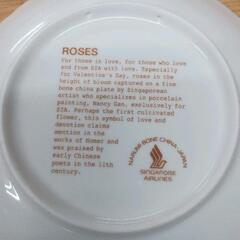 ROSES
For those in love, for those who love
and from SIA with love. Especially
for Valentine's Day, roses in the
height of bloom captured on a fine
bone china plate by Singaporean
artist who specializes in porcelain
painting, Nancy Gan, exclusively for
SIA. Perhaps the first cultivated
flower, this symbol of love and
devotion claims
mention in the
works of Homer and
was praised by
early Chinese
poets in the 11th
century.
NARUMI BONE CHINA JAPAN
SINGAPORE
AIRLINES